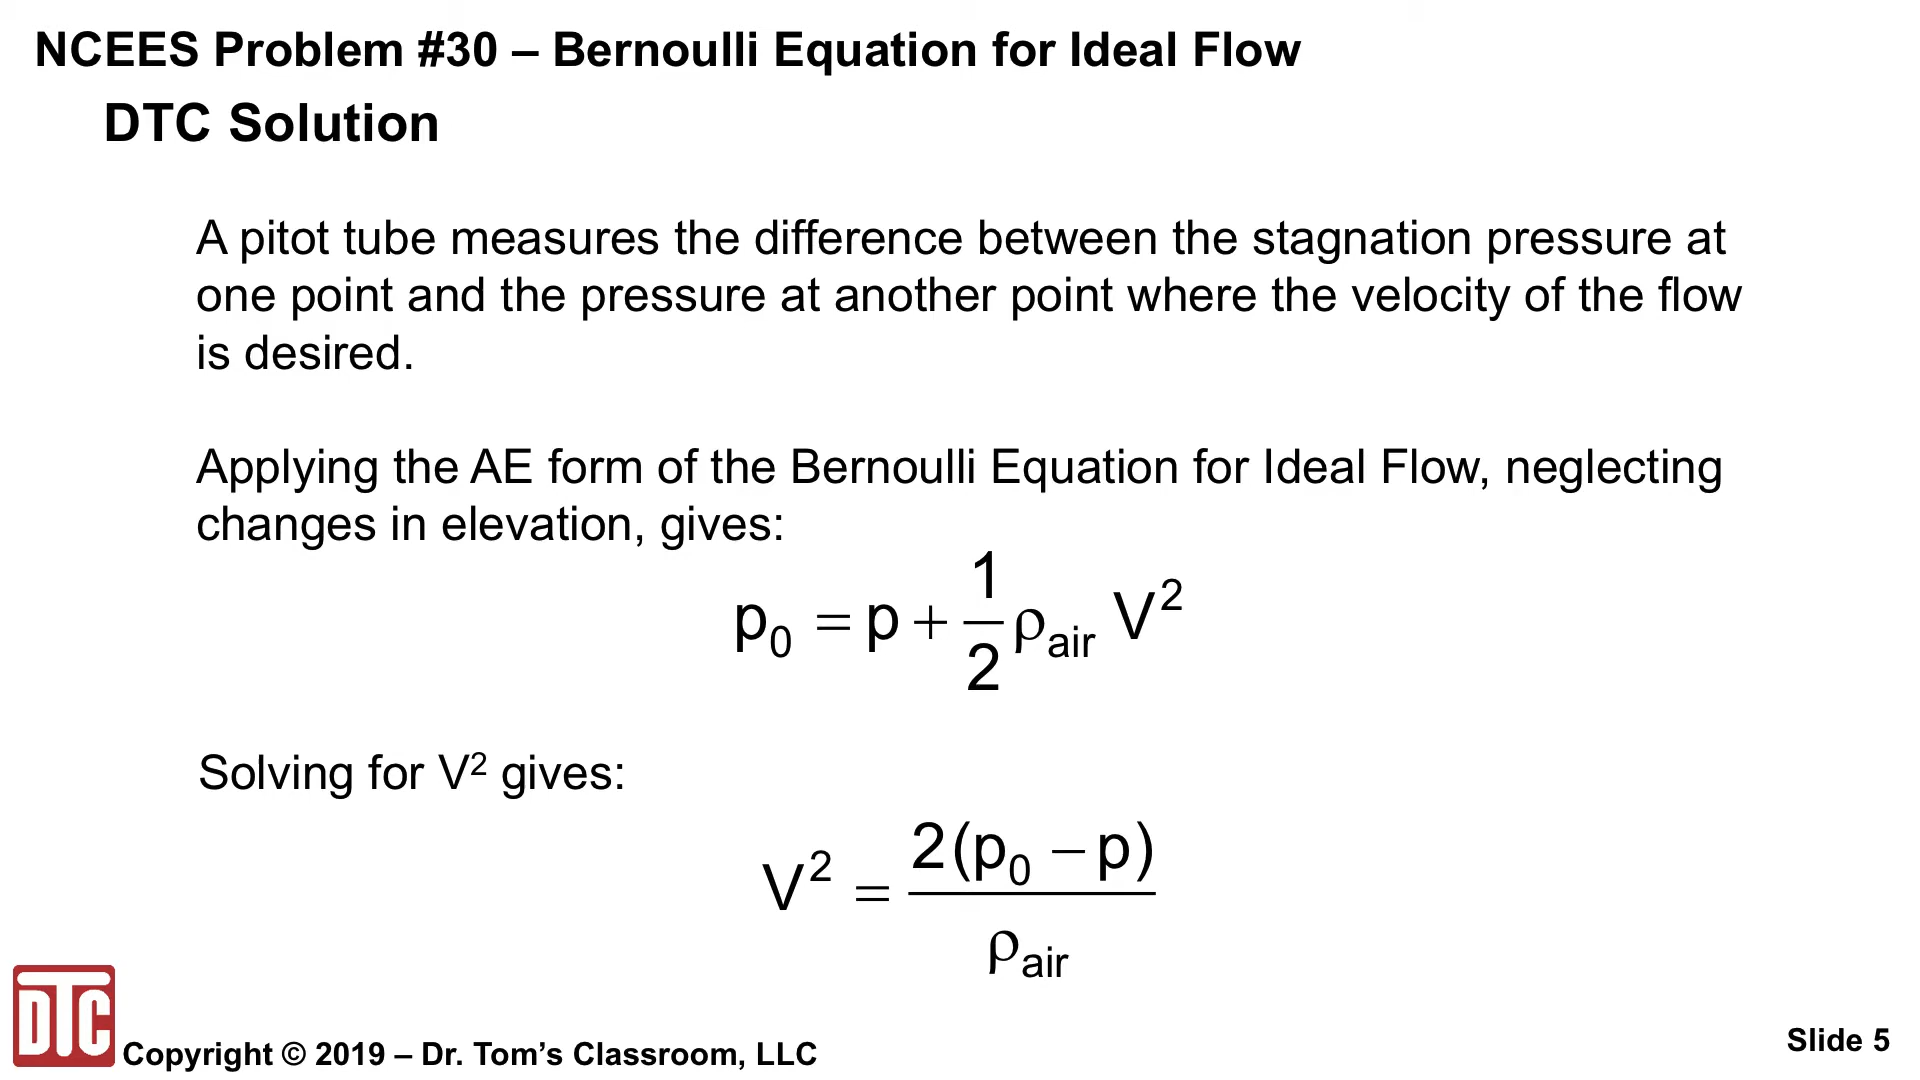 NCEES Problem #30 – Bernoulli Equation for Ideal Flow
DTC Solution
A pitot tube measures the difference between the stagnation pressure at
one point and the pressure at another point where the velocity of the flow
is desired.
Applying the AE form of the Bernoulli Equation for Ideal Flow, neglecting
changes in elevation, gives:
p₀ = p + 1/2 ρair V²
Solving for V² gives:
V² = 2(p₀ − p) / ρair
DTC
Copyright © 2019 – Dr. Tom’s Classroom, LLC
Slide 5